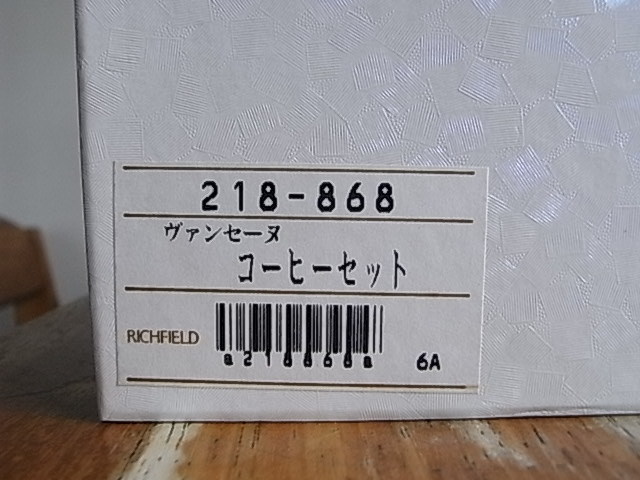 218-868
ヴァンセーヌ
コーヒーセット
RICHFIELD
a218868a
6A